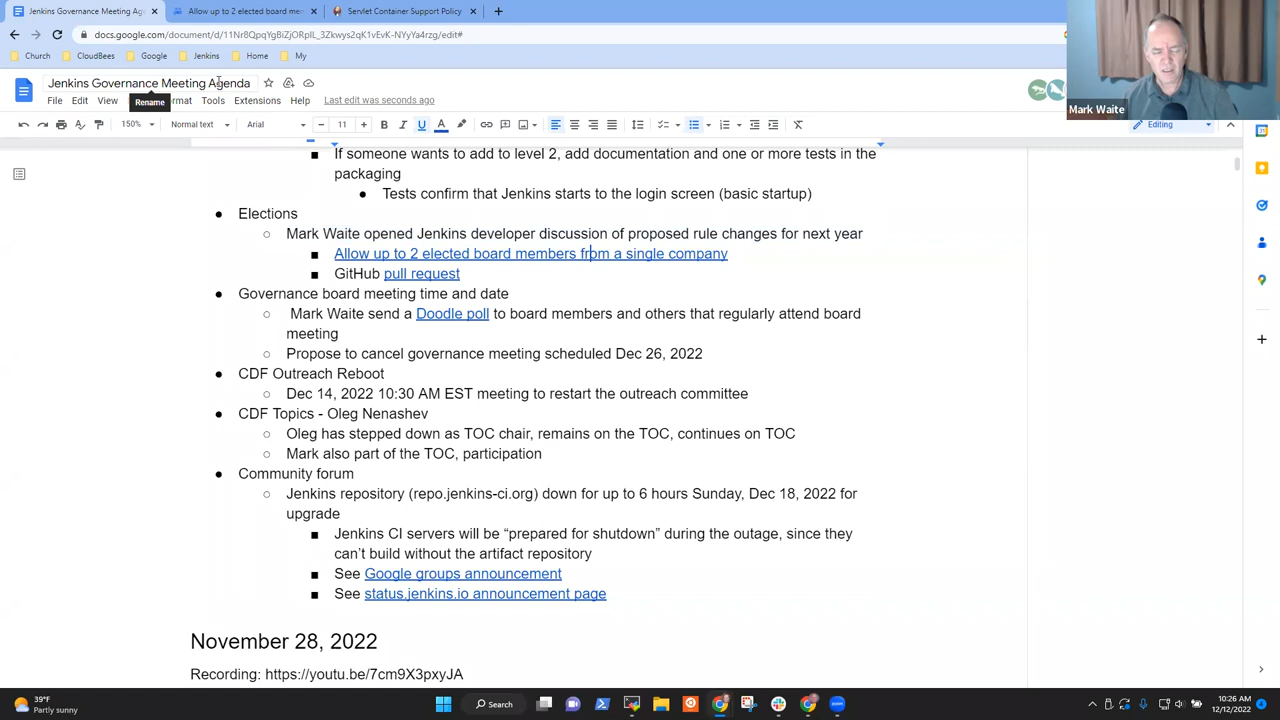 Jenkins Governance Meeting Ag
Allow up to 2 elected board mem
Servlet Container Support Policy
docs.google.com/document/d/11Nr8QpqYgBiZjORpIL_3Zkwys2qK1vEvK-NYyYa4rzg/edit#
Church CloudBees Google Jenkins Home My
Jenkins Governance Meeting Agenda
Mark Waite
Rename
File Edit View Format Tools Extensions Help Last edit was seconds ago
150% Normal text Arial 11 Editing
If someone wants to add to level 2, add documentation and one or more tests in the
packaging
Tests confirm that Jenkins starts to the login screen (basic startup)
Elections
Mark Waite opened Jenkins developer discussion of proposed rule changes for next year
Allow up to 2 elected board members from a single company
GitHub pull request
Governance board meeting time and date
Mark Waite send a Doodle poll to board members and others that regularly attend board
meeting
Propose to cancel governance meeting scheduled Dec 26, 2022
CDF Outreach Reboot
Dec 14, 2022 10:30 AM EST meeting to restart the outreach committee
CDF Topics - Oleg Nenashev
Oleg has stepped down as TOC chair, remains on the TOC, continues on TOC
Mark also part of the TOC, participation
Community forum
Jenkins repository (repo.jenkins-ci.org) down for up to 6 hours Sunday, Dec 18, 2022 for
upgrade
Jenkins CI servers will be “prepared for shutdown” during the outage, since they
can’t build without the artifact repository
See Google groups announcement
See status.jenkins.io announcement page
November 28, 2022
Recording: https://youtu.be/7cm9X3pxyJA
39°F
Partly sunny
Search
10:26 AM
12/12/2022